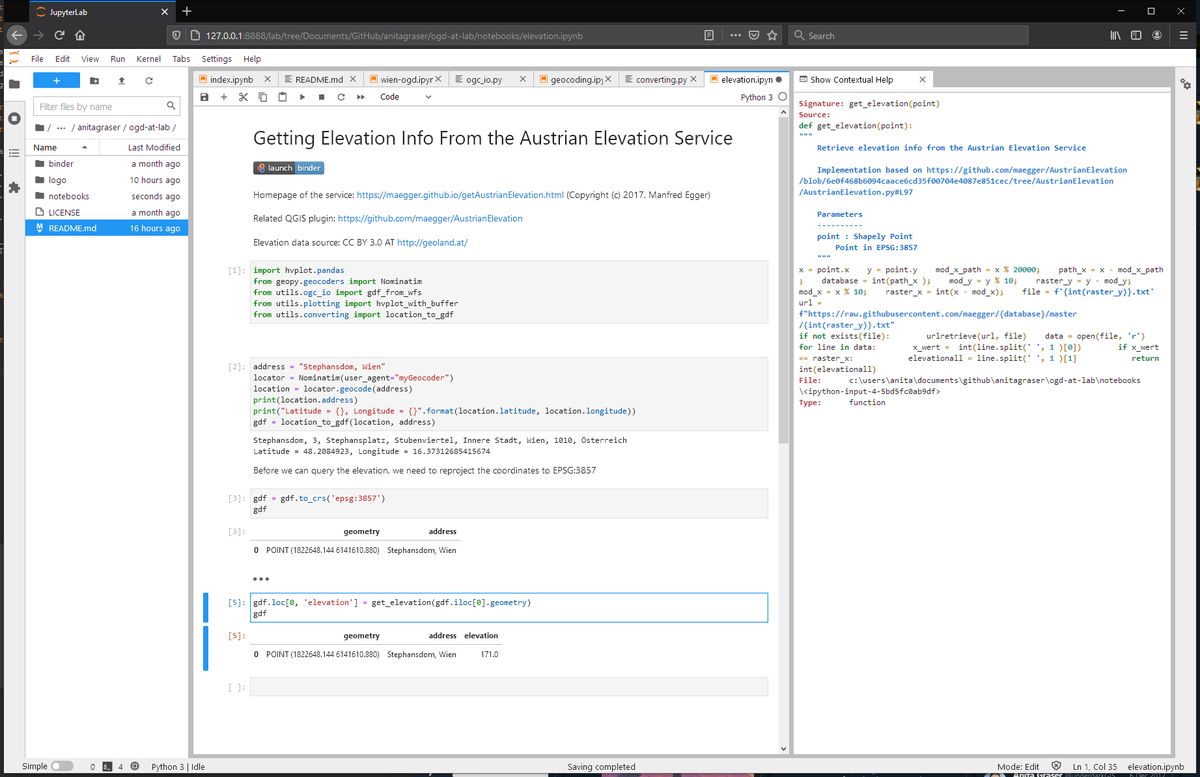 JupyterLab
127.0.0.1:8888/lab/tree/Documents/GitHub/anitagraser/ogd-at-lab/notebooks/elevation.ipynb
Search
File Edit View Run Kernel Tabs Settings Help
Filter files by name
/ ··· / anitagraser / ogd-at-lab /
Name Last Modified
binder a month ago
logo 10 hours ago
notebooks seconds ago
LICENSE a month ago
README.md 16 hours ago
index.ipynb README.md wien-ogd.ipyr ogc_io.py geocoding.ipy converting.py elevation.ipyn
Code Python 3
Getting Elevation Info From the Austrian Elevation Service
launch binder
Homepage of the service: https://maegger.github.io/getAustrianElevation.html (Copyright (c) 2017, Manfred Egger)
Related QGIS plugin: https://github.com/maegger/AustrianElevation
Elevation data source: CC BY 3.0 AT http://geoland.at/
[1]: import hvplot.pandas
from geopy.geocoders import Nominatim
from utils.ogc_io import gdf_from_wfs
from utils.plotting import hvplot_with_buffer
from utils.converting import location_to_gdf
[2]: address = "Stephansdom, Wien"
locator = Nominatim(user_agent="myGeocoder")
location = locator.geocode(address)
print(location.address)
print("Latitude = {}, Longitude = {}".format(location.latitude, location.longitude))
gdf = location_to_gdf(location, address)
Stephansdom, 3, Stephansplatz, Stubenviertel, Innere Stadt, Wien, 1010, Österreich
Latitude = 48.2084923, Longitude = 16.37312685415674
Before we can query the elevation, we need to reproject the coordinates to EPSG:3857
[3]: gdf = gdf.to_crs('epsg:3857')
gdf
[3]: geometry address
0 POINT (1822648.144 6141610.880) Stephansdom, Wien
•••
[5]: gdf.loc[0, 'elevation'] = get_elevation(gdf.iloc[0].geometry)
gdf
[5]: geometry address elevation
0 POINT (1822648.144 6141610.880) Stephansdom, Wien 171.0
[ ]:
Show Contextual Help
Signature: get_elevation(point)
Source:
def get_elevation(point):
"""
Retrieve elevation info from the Austrian Elevation Service
Implementation based on https://github.com/maegger/AustrianElevation
/blob/6e0f468b6094caace6cd35f00704e4087e851cec/tree/AustrianElevation
/AustrianElevation.py#L97
Parameters
----------
point : Shapely Point
Point in EPSG:3857
"""
x = point.x y = point.y mod_x_path = x % 20000; path_x = x - mod_x_path
; database = int(path_x ); mod_y = y % 10; raster_y = y - mod_y;
mod_x = x % 10; raster_x = int(x - mod_x); file = f'{int(raster_y)}.txt'
url =
f"https://raw.githubusercontent.com/maegger/{database}/master
/{int(raster_y)}.txt"
if not exists(file): urlretrieve(url, file) data = open(file, 'r')
for line in data: x_wert = int(line.split(' ', 1 )[0]) if x_wert
== raster_x: elevationall = line.split(' ', 1 )[1] return
int(elevationall)
File: c:\users\anita\documents\github\anitagraser\ogd-at-lab\notebooks
\<ipython-input-4-5bd5fc0ab9df>
Type: function
Simple 0 4 Python 3 | Idle Saving completed Mode: Edit Ln 1, Col 35 elevation.ipynb